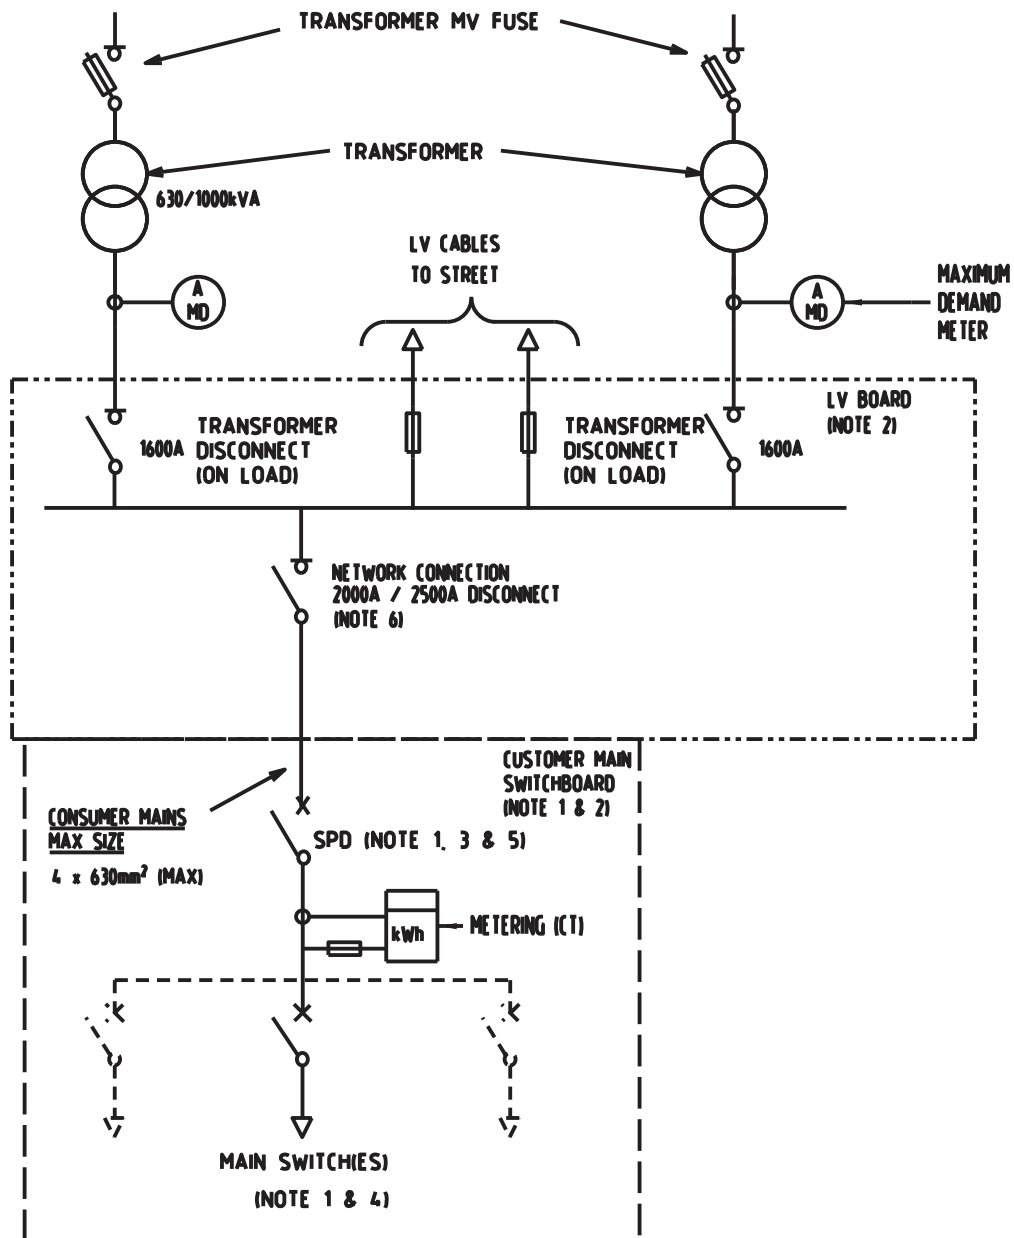 TRANSFORMER MV FUSE
TRANSFORMER
630/1000kVA
LV CABLES
TO STREET
A
MD
A
MD
MAXIMUM
DEMAND
METER
LV BOARD
(NOTE 2)
1600A
TRANSFORMER
DISCONNECT
(ON LOAD)
TRANSFORMER
DISCONNECT
(ON LOAD)
1600A
NETWORK CONNECTION
2000A / 2500A DISCONNECT
(NOTE 6)
CUSTOMER MAIN
SWITCHBOARD
(NOTE 1 & 2)
CONSUMER MAINS
MAX SIZE
4 x 630mm² (MAX)
SPD (NOTE 1, 3 & 5)
kWh
METERING (CT)
MAIN SWITCH(ES)
(NOTE 1 & 4)